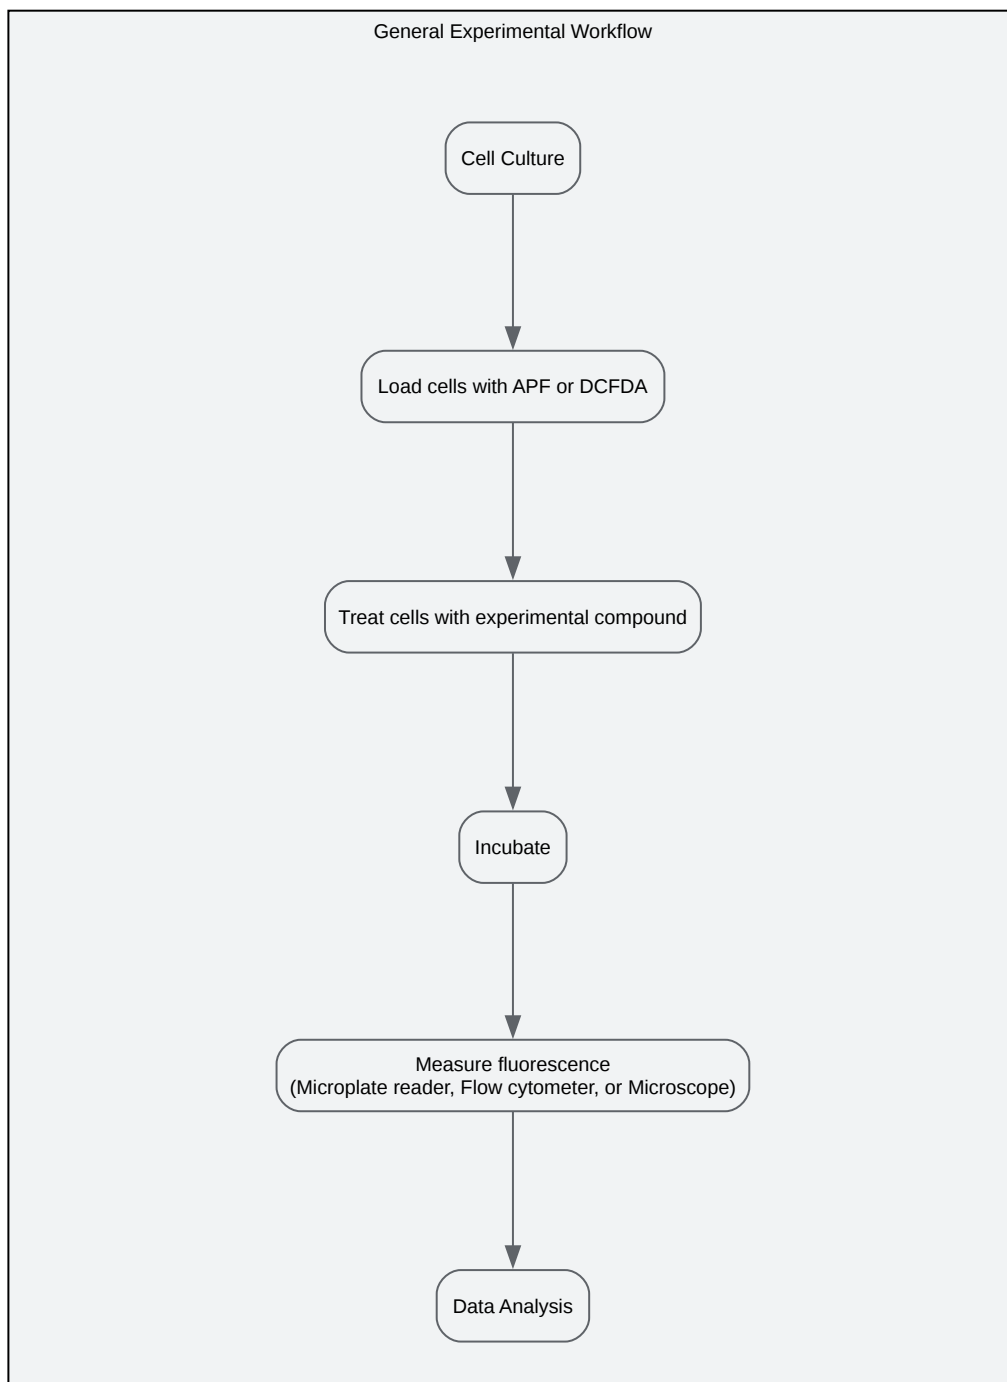 General Experimental Workflow
Cell Culture
Load cells with APF or DCFDA
Treat cells with experimental compound
Incubate
Measure fluorescence
(Microplate reader, Flow cytometer, or Microscope)
Data Analysis